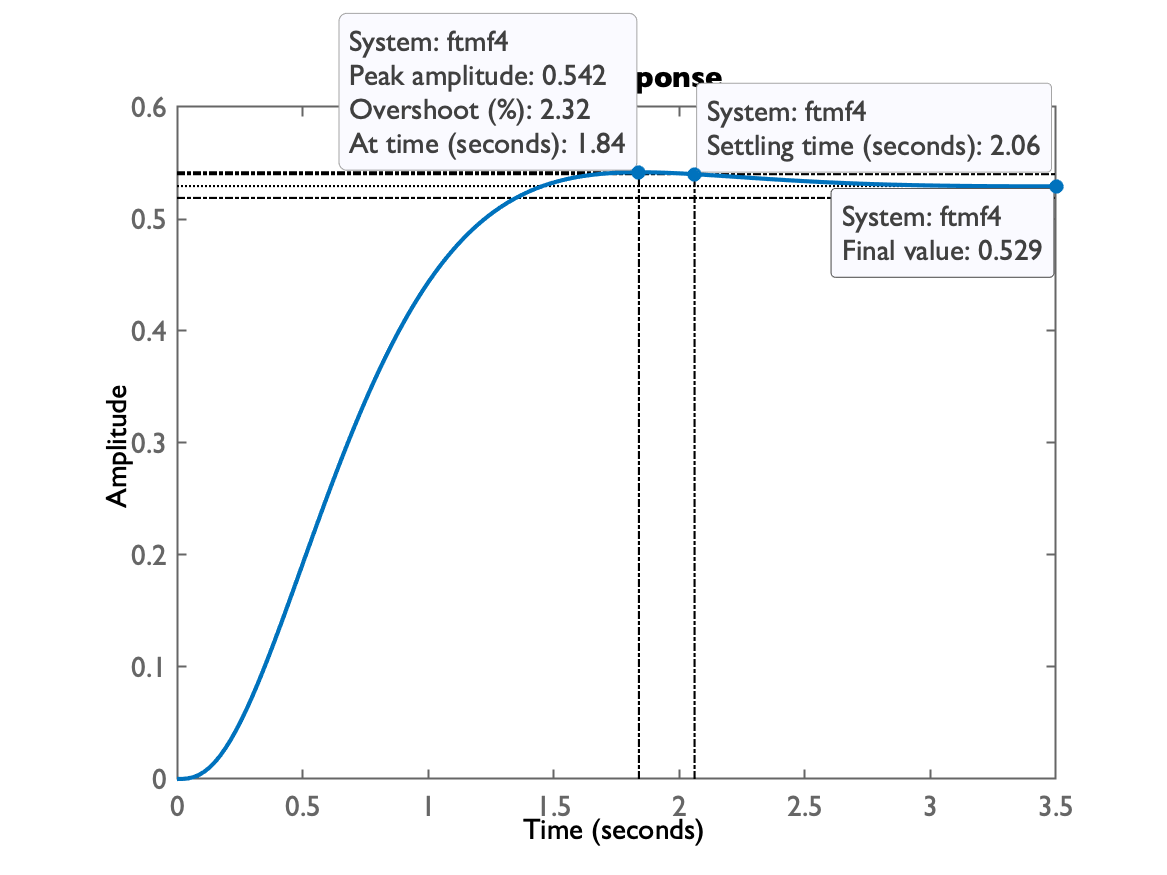 System: ftmf4
Peak amplitude: 0.542
Overshoot (%): 2.32
At time (seconds): 1.84
System: ftmf4
Settling time (seconds): 2.06
System: ftmf4
Final value: 0.529
0.6
0.5
0.4
0.3
0.2
0.1
0
Amplitude
0 0.5 1 1.5 2 2.5 3 3.5
Time (seconds)